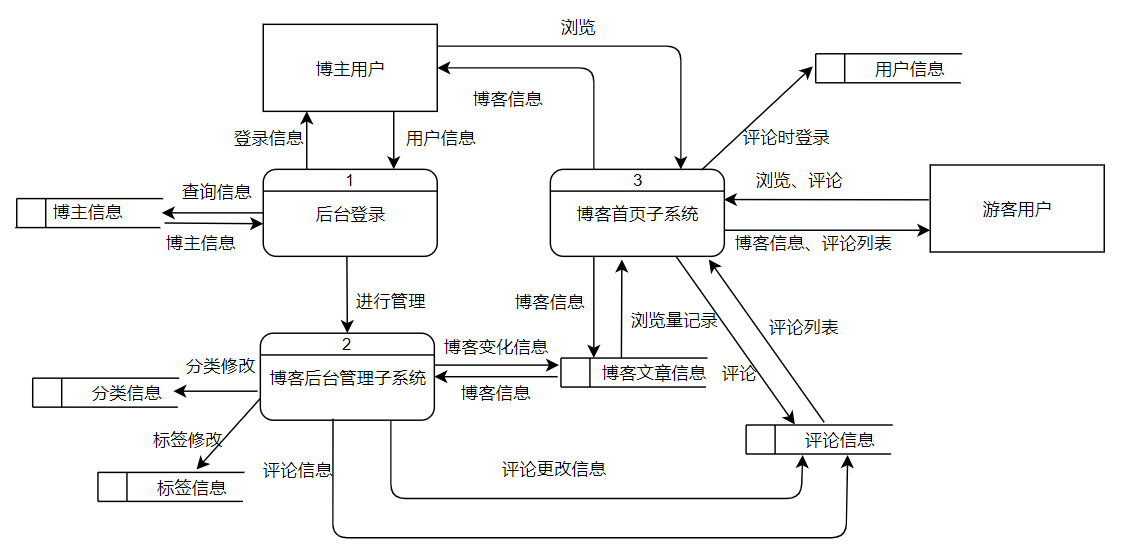 浏览
博主用户
用户信息
博客信息
登录信息
用户信息
评论时登录
1
3
查询信息
浏览、评论
博主信息
后台登录
博客首页子系统
游客用户
博主信息
博客信息、评论列表
进行管理
博客信息
浏览量记录
评论列表
2
博客变化信息
分类修改
博客后台管理子系统
博客文章信息
评论
分类信息
博客信息
标签修改
评论信息
评论信息
评论更改信息
标签信息